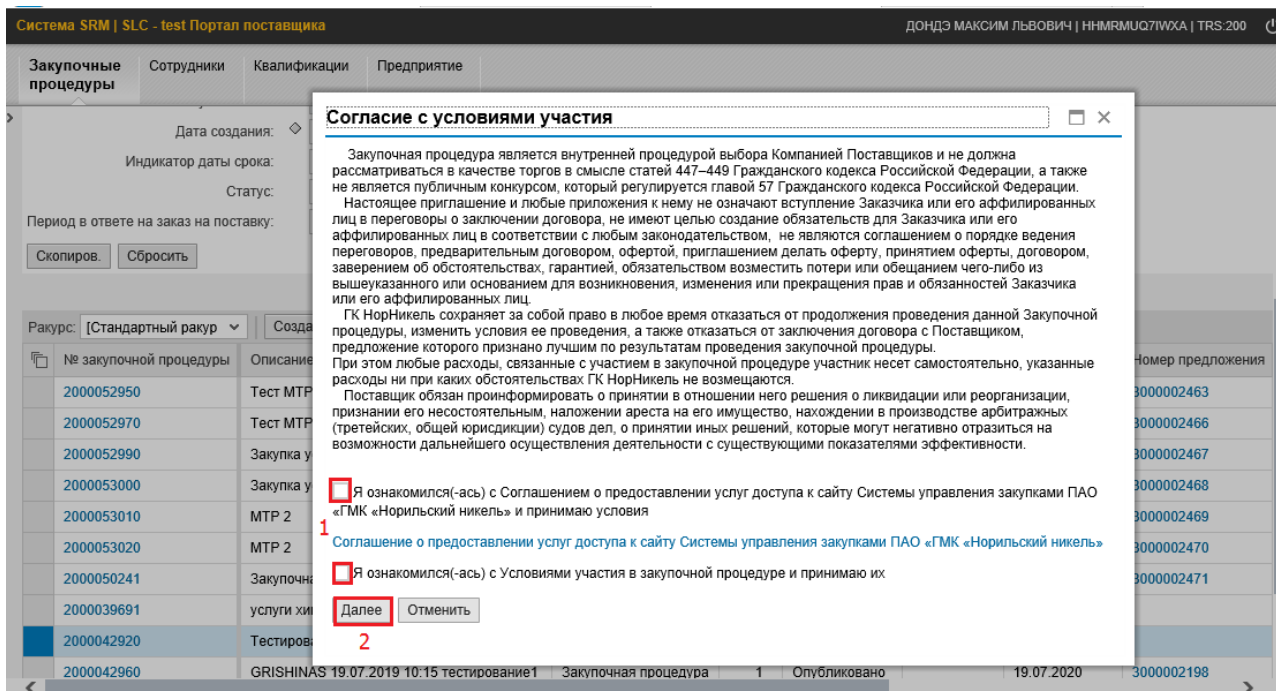 Система SRM | SLC - test Портал поставщика
ДОНДЭ МАКСИМ ЛЬВОВИЧ | HHMRMUQ7IWXA | TRS:200
Закупочные процедуры
Сотрудники
Квалификации
Предприятие
Дата создания:
Индикатор даты срока:
Статус:
Период в ответе на заказ на поставку:
Скопиров.
Сбросить
Согласие с условиями участия
Закупочная процедура является внутренней процедурой выбора Компанией Поставщиков и не должна
рассматриваться в качестве торгов в смысле статей 447–449 Гражданского кодекса Российской Федерации, а также
не является публичным конкурсом, который регулируется главой 57 Гражданского кодекса Российской Федерации.
Настоящее приглашение и любые приложения к нему не означают вступление Заказчика или его аффилированных
лиц в переговоры о заключении договора, не имеют целью создание обязательств для Заказчика или его
аффилированных лиц в соответствии с любым законодательством, не являются соглашением о порядке ведения
переговоров, предварительным договором, офертой, приглашением делать оферту, принятием оферты, договором,
заверением об обстоятельствах, гарантией, обязательством возместить потери или обещанием чего-либо из
вышеуказанного или основанием для возникновения, изменения или прекращения прав и обязанностей Заказчика
или его аффилированных лиц.
ГК НорНикель сохраняет за собой право в любое время отказаться от продолжения проведения данной Закупочной
процедуры, изменить условия ее проведения, а также отказаться от заключения договора с Поставщиком,
предложение которого признано лучшим по результатам проведения закупочной процедуры.
При этом любые расходы, связанные с участием в закупочной процедуре участник несет самостоятельно, указанные
расходы ни при каких обстоятельствах ГК НорНикель не возмещаются.
Поставщик обязан проинформировать о принятии в отношении него решения о ликвидации или реорганизации,
признании его несостоятельным, наложении ареста на его имущество, нахождении в производстве арбитражных
(третейских, общей юрисдикции) судов дел, о принятии иных решений, которые могут негативно отразиться на
возможности дальнейшего осуществления деятельности с существующими показателями эффективности.
Я ознакомился(-ась) с Соглашением о предоставлении услуг доступа к сайту Системы управления закупками ПАО
«ГМК «Норильский никель» и принимаю условия
1
Соглашение о предоставлении услуг доступа к сайту Системы управления закупками ПАО «ГМК «Норильский никель»
Я ознакомился(-ась) с Условиями участия в закупочной процедуре и принимаю их
Далее
Отменить
2
Ракурс: [Стандартный ракур
Созда
№ закупочной процедуры Описание Номер предложения
2000052950 Тест МТР 3000002463
2000052970 Тест МТР 3000002466
2000052990 Закупка у 3000002467
2000053000 Закупка у 3000002468
2000053010 МТР 2 3000002469
2000053020 МТР 2 3000002470
2000050241 Закупочна 3000002471
2000039691 услуги хи
2000042920 Тестиров
2000042960 GRISHINAS 19.07.2019 10:15 тестирование1 Закупочная процедура 1 Опубликовано 19.07.2020 3000002198